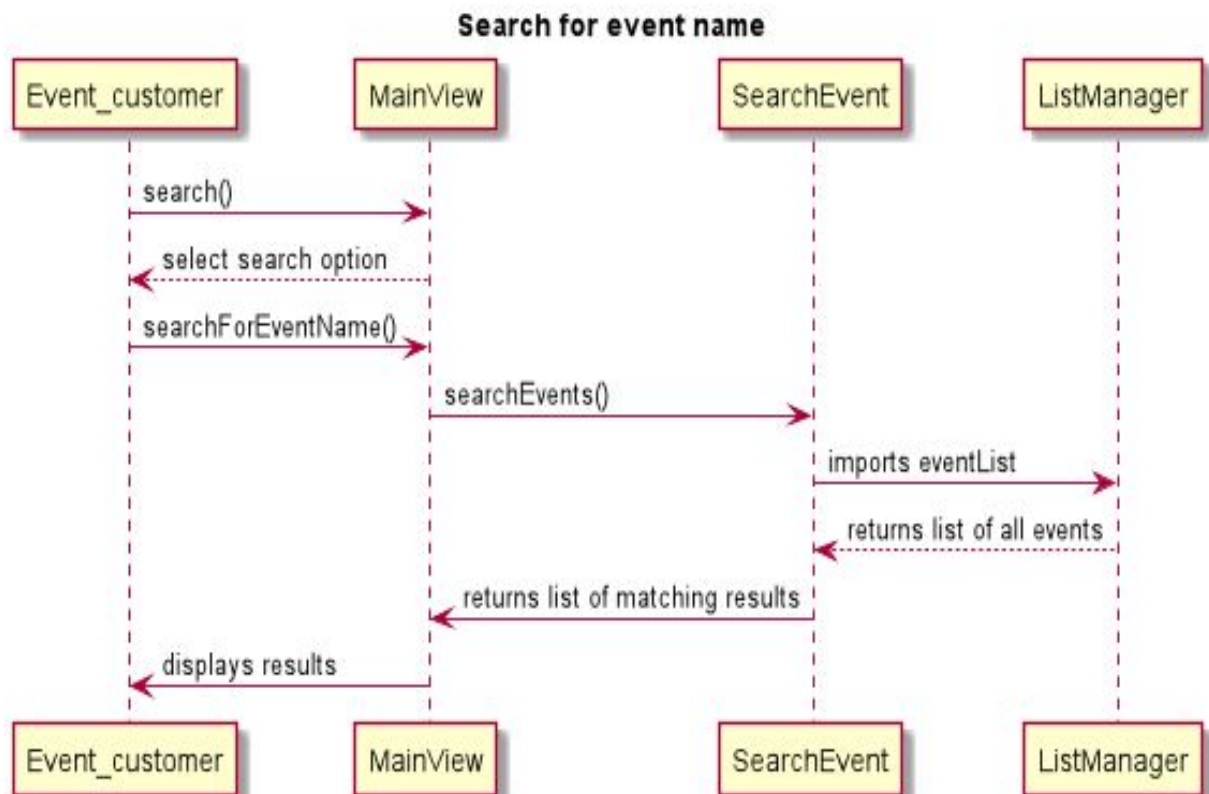 Search for event name
Event_customer
MainView
SearchEvent
ListManager
search()
select search option
searchForEventName()
searchEvents()
imports eventList
returns list of all events
returns list of matching results
displays results
Event_customer
MainView
SearchEvent
ListManager